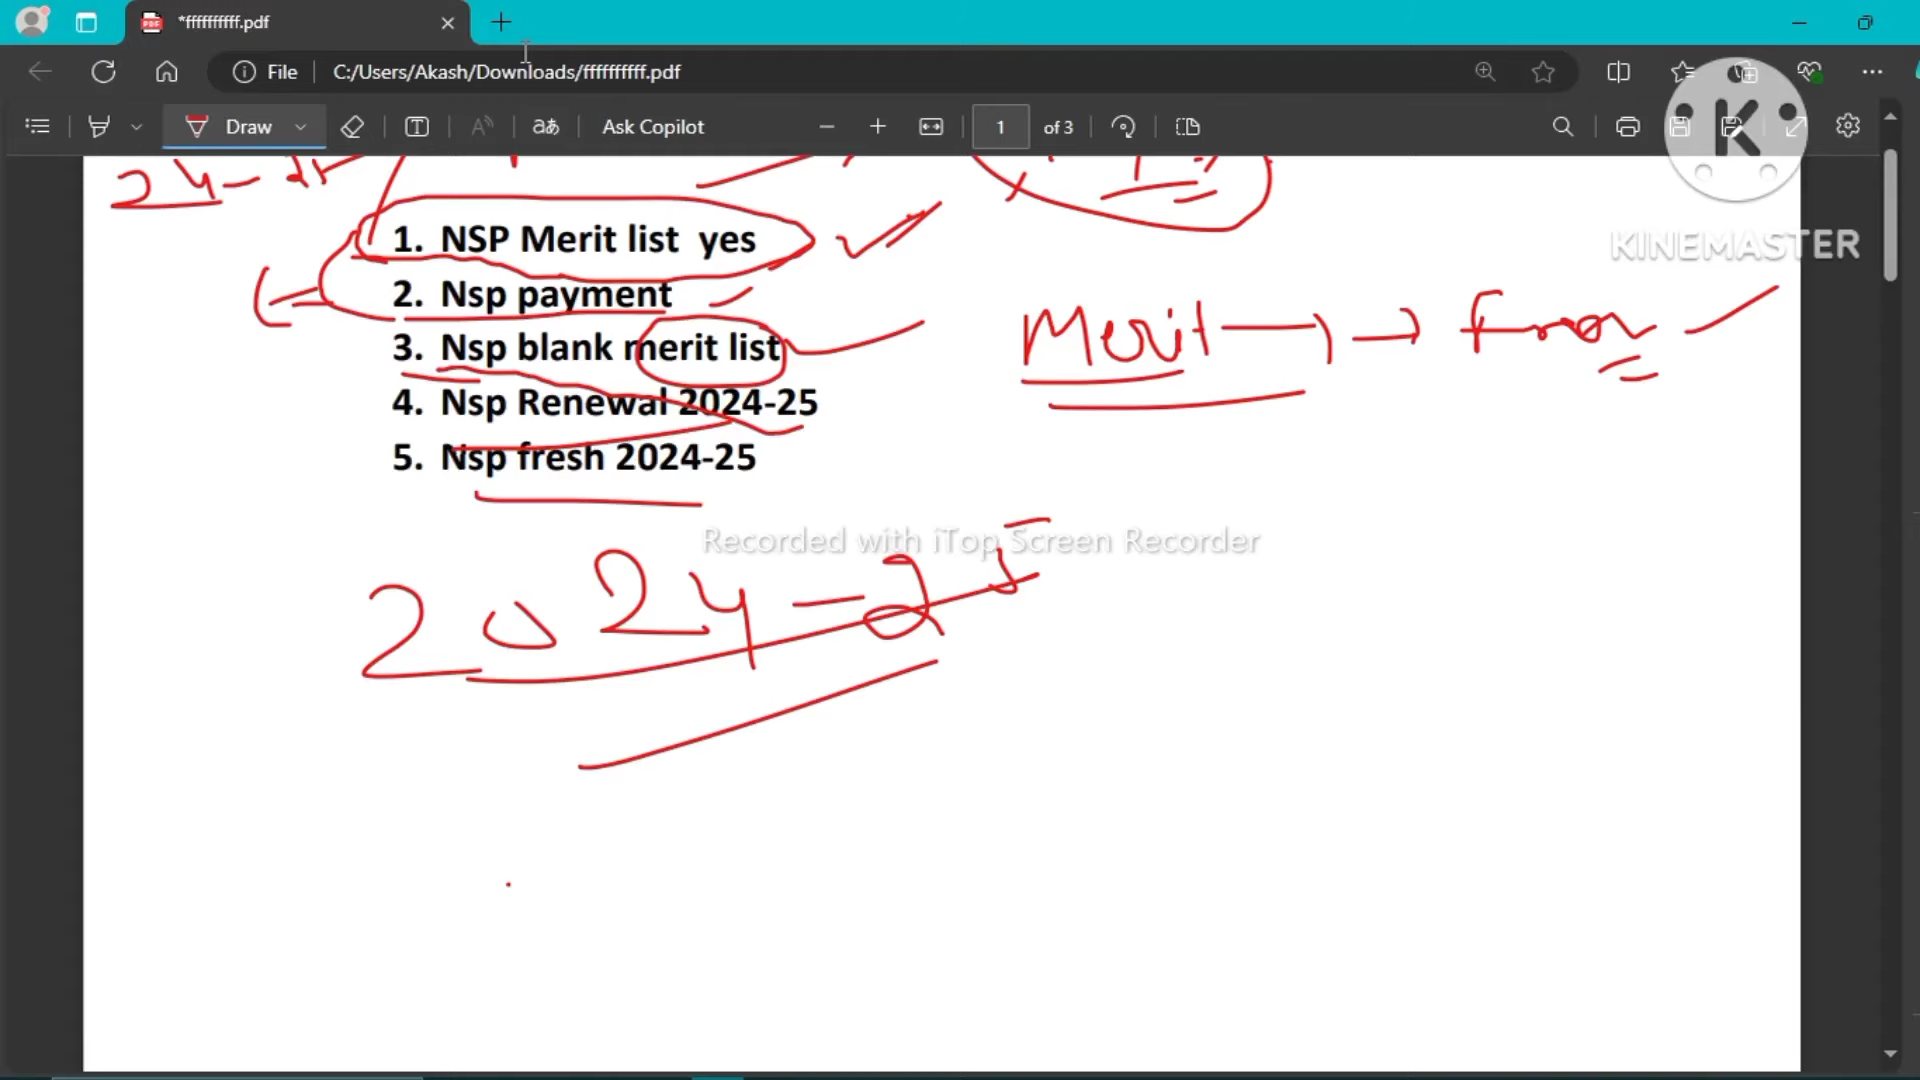 *ffffffffff.pdf
File C:/Users/Akash/Downloads/ffffffffff.pdf
Draw Ask Copilot 1 of 3
24-25
1. NSP Merit list yes
2. Nsp payment
3. Nsp blank merit list
4. Nsp Renewal 2024-25
5. Nsp fresh 2024-25
Merit
KINEMASTER
Recorded with iTop Screen Recorder
2024-25